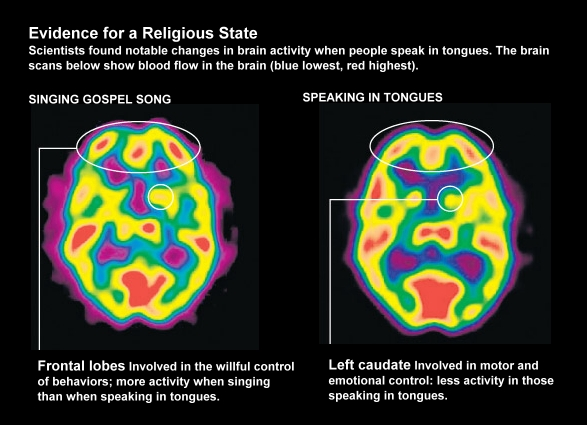 Evidence for a Religious State
Scientists found notable changes in brain activity when people speak in tongues. The brain
scans below show blood flow in the brain (blue lowest, red highest).
SINGING GOSPEL SONG
SPEAKING IN TONGUES
Frontal lobes Involved in the willful control
of behaviors; more activity when singing
than when speaking in tongues.
Left caudate Involved in motor and
emotional control: less activity in those
speaking in tongues.